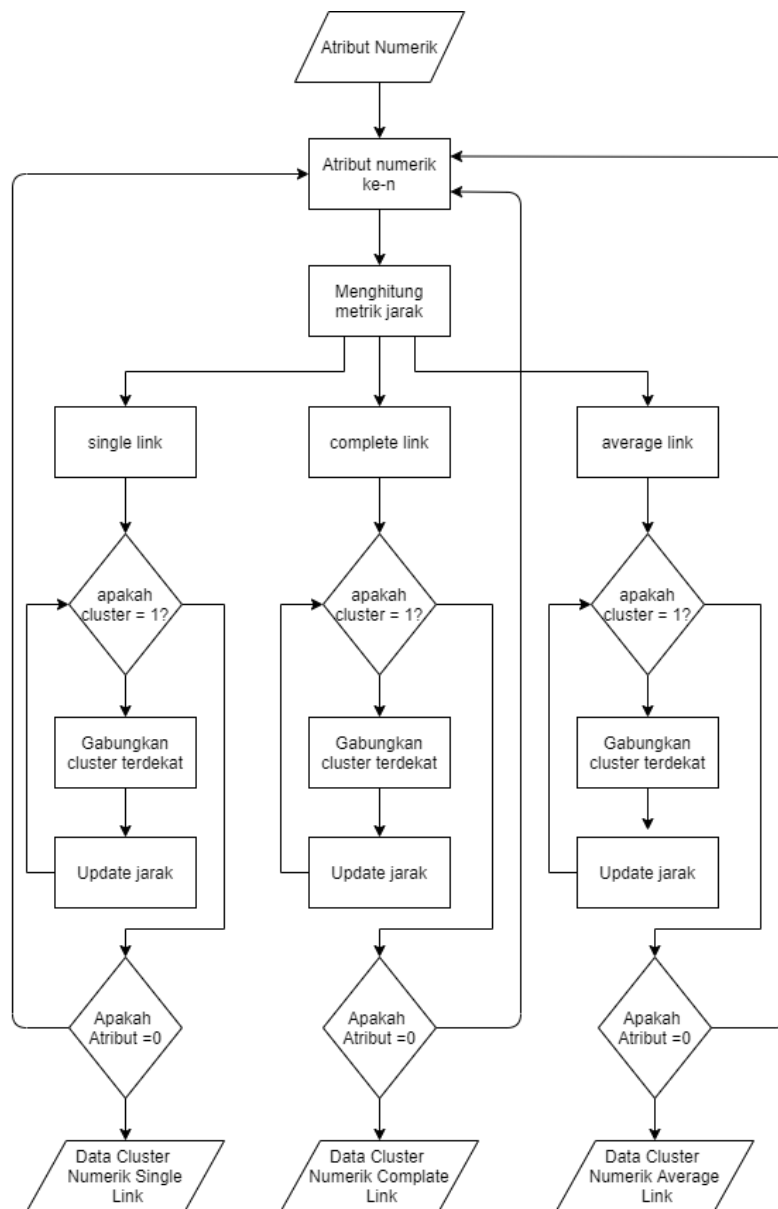 Atribut Numerik
Atribut numerik
ke-n
Menghitung
metrik jarak
single link
complete link
average link
apakah
cluster = 1?
apakah
cluster = 1?
apakah
cluster = 1?
Gabungkan
cluster terdekat
Gabungkan
cluster terdekat
Gabungkan
cluster terdekat
Update jarak
Update jarak
Update jarak
Apakah
Atribut =0
Apakah
Atribut =0
Apakah
Atribut =0
Data Cluster
Numerik Single
Link
Data Cluster
Numerik Complate
Link
Data Cluster
Numerik Average
Link